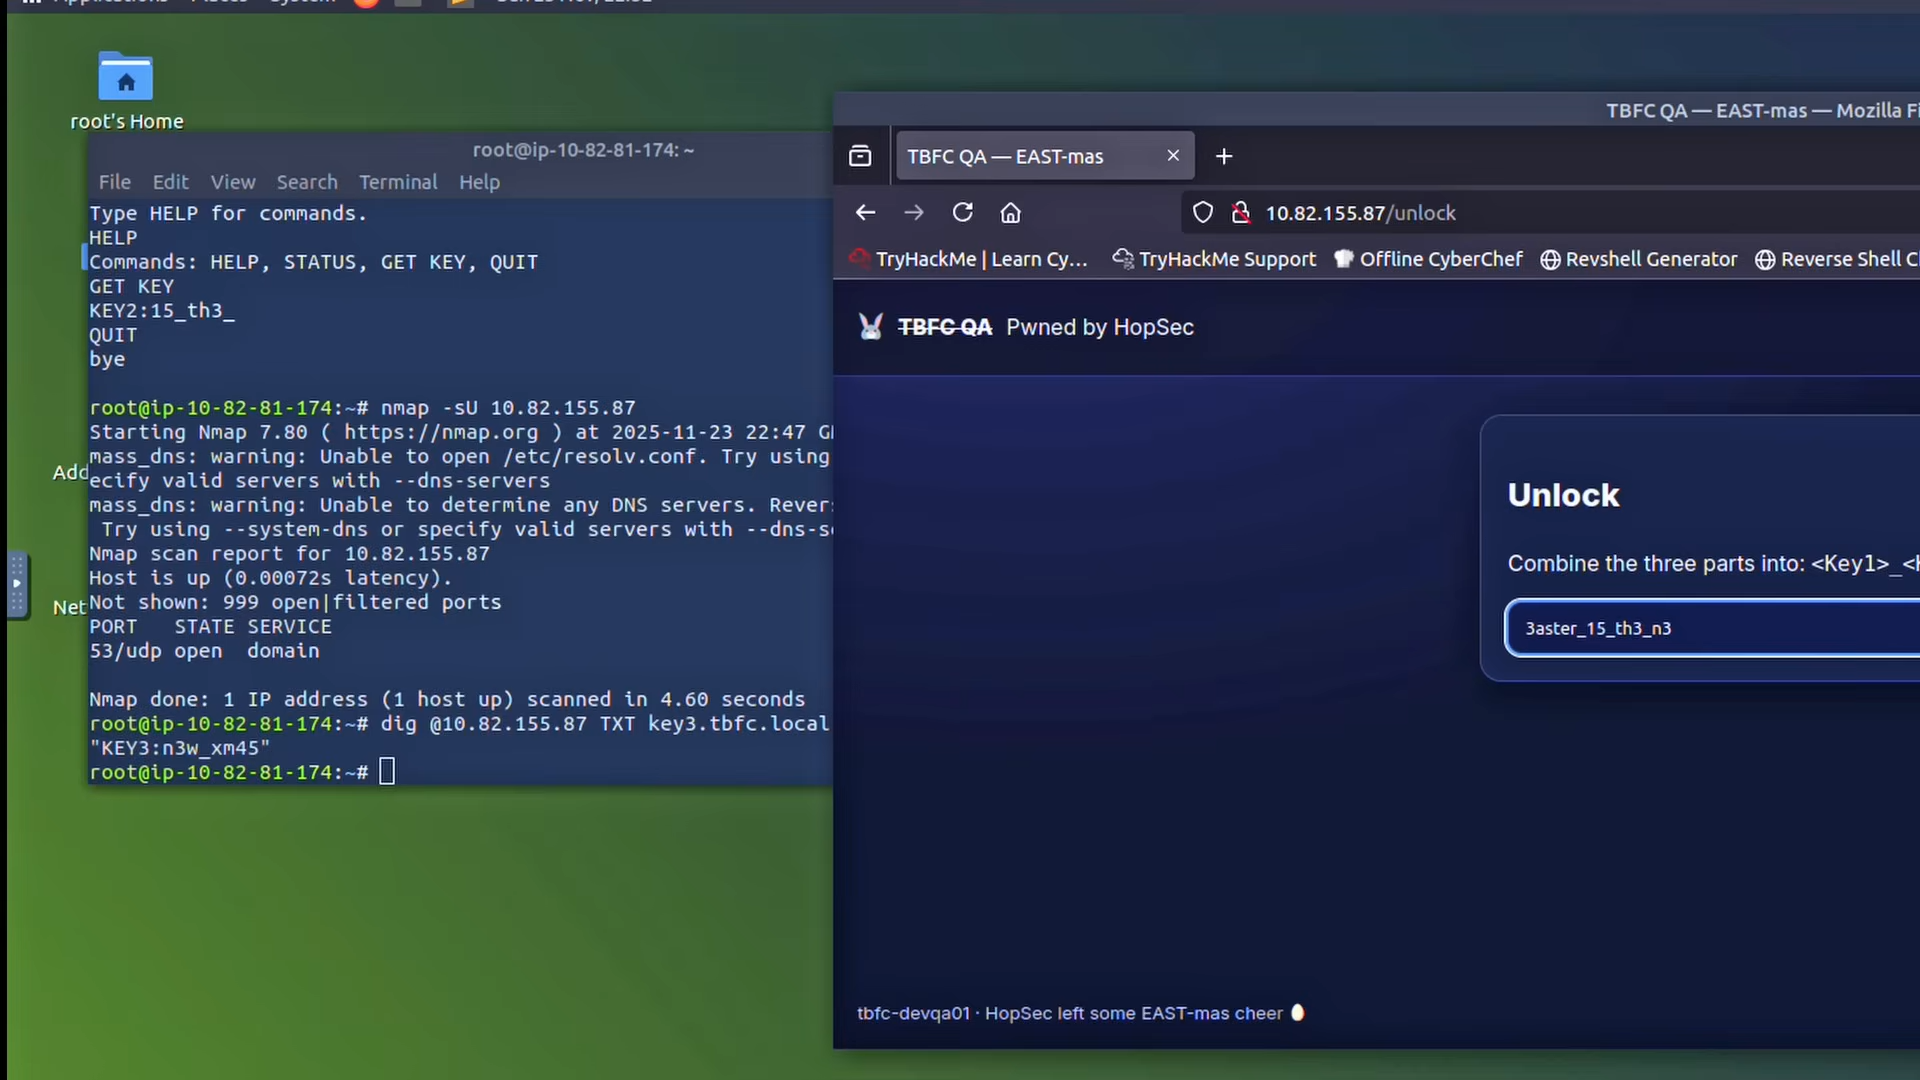 root's Home
Add
Net
root@ip-10-82-81-174: ~
File Edit View Search Terminal Help
Type HELP for commands.
HELP
Commands: HELP, STATUS, GET KEY, QUIT
GET KEY
KEY2:15_th3_
QUIT
bye
root@ip-10-82-81-174:~# nmap -sU 10.82.155.87
Starting Nmap 7.80 ( https://nmap.org ) at 2025-11-23 22:47
mass_dns: warning: Unable to open /etc/resolv.conf. Try using
ecify valid servers with --dns-servers
mass_dns: warning: Unable to determine any DNS servers. Rever
Try using --system-dns or specify valid servers with --dns-s
Nmap scan report for 10.82.155.87
Host is up (0.00072s latency).
Not shown: 999 open|filtered ports
PORT STATE SERVICE
53/udp open domain
Nmap done: 1 IP address (1 host up) scanned in 4.60 seconds
root@ip-10-82-81-174:~# dig @10.82.155.87 TXT key3.tbfc.local
"KEY3:n3w_xm45"
root@ip-10-82-81-174:~#
TBFC QA — EAST-mas — Mozilla Fi
TBFC QA — EAST-mas
10.82.155.87/unlock
TryHackMe | Learn Cy... TryHackMe Support Offline CyberChef Revshell Generator Reverse Shell C
TBFC QA Pwned by HopSec
Unlock
Combine the three parts into: <Key1>_<K
3aster_15_th3_n3
tbfc-devqa01 · HopSec left some EAST-mas cheer